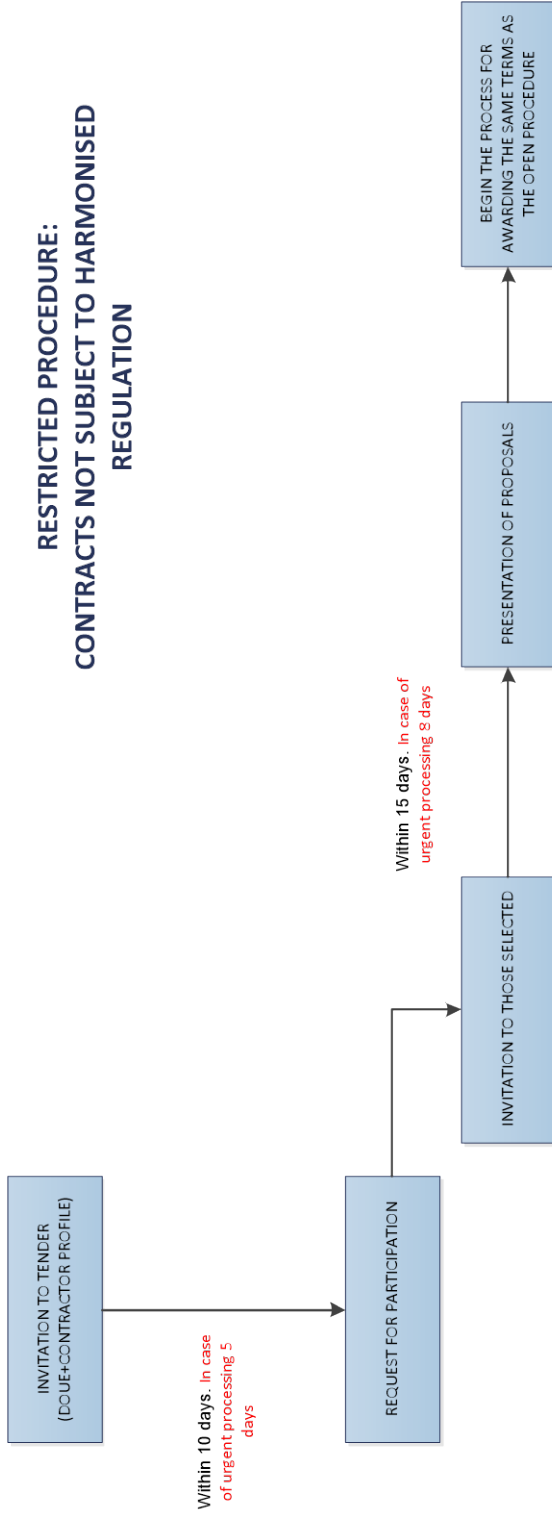 RESTRICTED PROCEDURE:
CONTRACTS NOT SUBJECT TO HARMONISED
REGULATION
INVITATION TO TENDER
(DOUE+CONTRACTOR PROFILE)
Within 10 days. In case
of urgent processing 5
days
REQUEST FOR PARTICIPATION
INVITATION TO THOSE SELECTED
Within 15 days. In case of
urgent processing 8 days
PRESENTATION OF PROPOSALS
BEGIN THE PROCESS FOR
AWARDING THE SAME TERMS AS
THE OPEN PROCEDURE